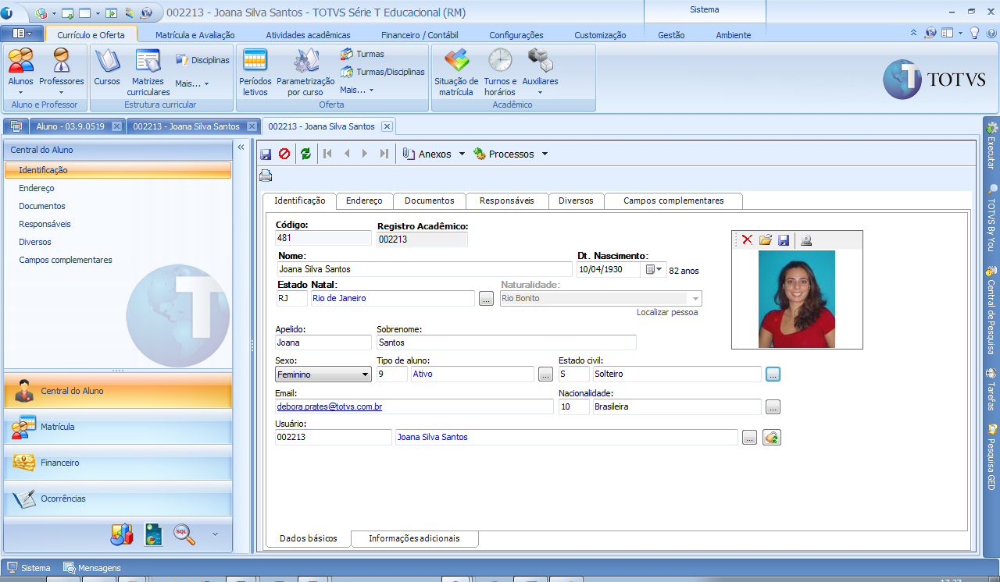 002213 - Joana Silva Santos - TOTVS Série T Educacional (RM)
Sistema
Currículo e Oferta
Matrícula e Avaliação
Atividades acadêmicas
Financeiro / Contábil
Configurações
Customização
Gestão
Ambiente
Alunos
Professores
Aluno e Professor
Cursos
Matrizes curriculares
Disciplinas
Mais...
Estrutura curricular
Períodos letivos
Parametrização por curso
Turmas
Turmas/Disciplinas
Mais...
Oferta
Situação de matrícula
Turnos e horários
Auxiliares
Acadêmico
TOTVS
Aluno - 03.9.0519
002213 - Joana Silva Santos
002213 - Joana Silva Santos
Central do Aluno
Identificação
Endereço
Documentos
Responsáveis
Diversos
Campos complementares
Central do Aluno
Matrícula
Financeiro
Ocorrências
SQL
Anexos
Processos
Identificação
Endereço
Documentos
Responsáveis
Diversos
Campos complementares
Código:
Registro Acadêmico:
481
002213
Nome:
Dt. Nascimento:
Joana Silva Santos
10/04/1930
82 anos
Estado Natal:
Naturalidade:
RJ
Rio de Janeiro
...
Rio Bonito
Localizar pessoa
Apelido:
Sobrenome:
Joana
Santos
Sexo:
Tipo de aluno:
Estado civil:
Feminino
9
Ativo
...
S
Solteiro
...
Email:
Nacionalidade:
debora.prates@totvs.com.br
10
Brasileira
...
Usuário:
002213
Joana Silva Santos
...
Dados básicos
Informações adicionais
Executar
TOTVS By You
Central de Pesquisa
Tarefas
Pesquisa GED
Sistema
Mensagens